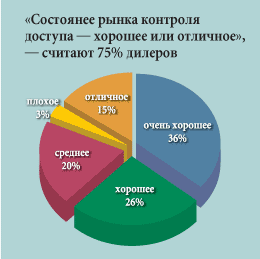 «Состоянее рынка контроля
доступа — хорошее или отличное»,
— считают 75% дилеров
отличное
15%
плохое
3%
очень хорошее
36%
среднее
20%
хорошее
26%